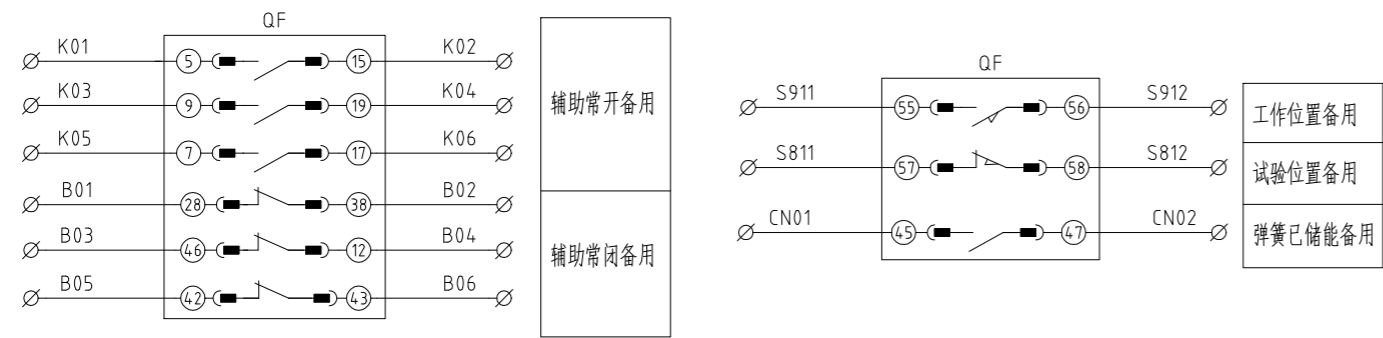 QF
K01 5 15 K02
K03 9 19 K04
K05 7 17 K06
辅助常开备用
B01 28 38 B02
B03 46 12 B04
B05 42 43 B06
辅助常闭备用
QF
S911 55 56 S912 工作位置备用
S811 57 58 S812 试验位置备用
CN01 45 47 CN02 弹簧已储能备用